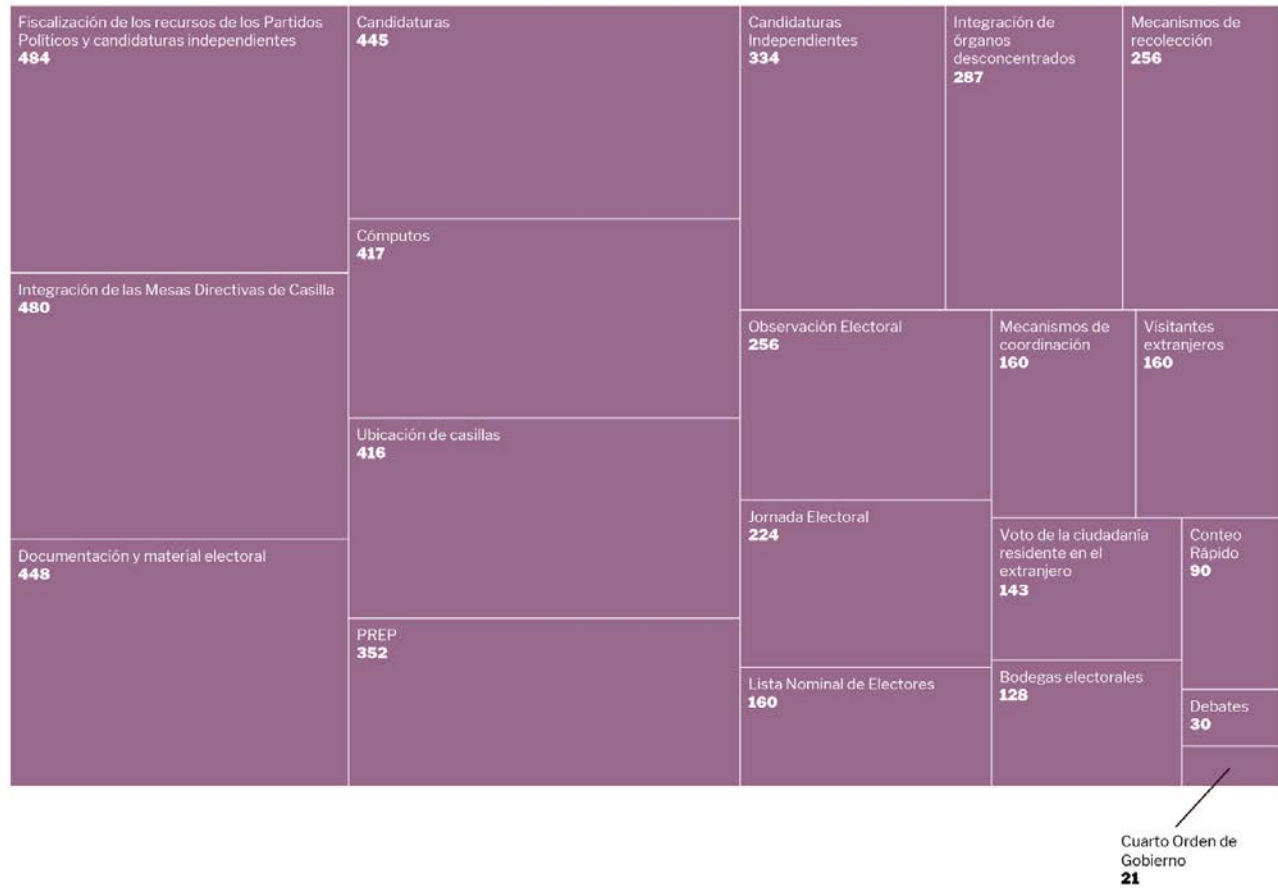 Fiscalización de los recursos de los Partidos
Políticos y candidaturas independientes
484
Integración de las Mesas Directivas de Casilla
480
Documentación y material electoral
448
Candidaturas
445
Cómputos
417
Ubicación de casillas
416
PREP
352
Candidaturas
Independientes
334
Integración de
órganos
desconcentrados
287
Mecanismos de
recolección
256
Observación Electoral
256
Jornada Electoral
224
Lista Nominal de Electores
160
Mecanismos de
coordinación
160
Visitantes
extranjeros
160
Voto de la ciudadanía
residente en el
extranjero
143
Bodegas electorales
128
Conteo
Rápido
90
Debates
30
Cuarto Orden de
Gobierno
21